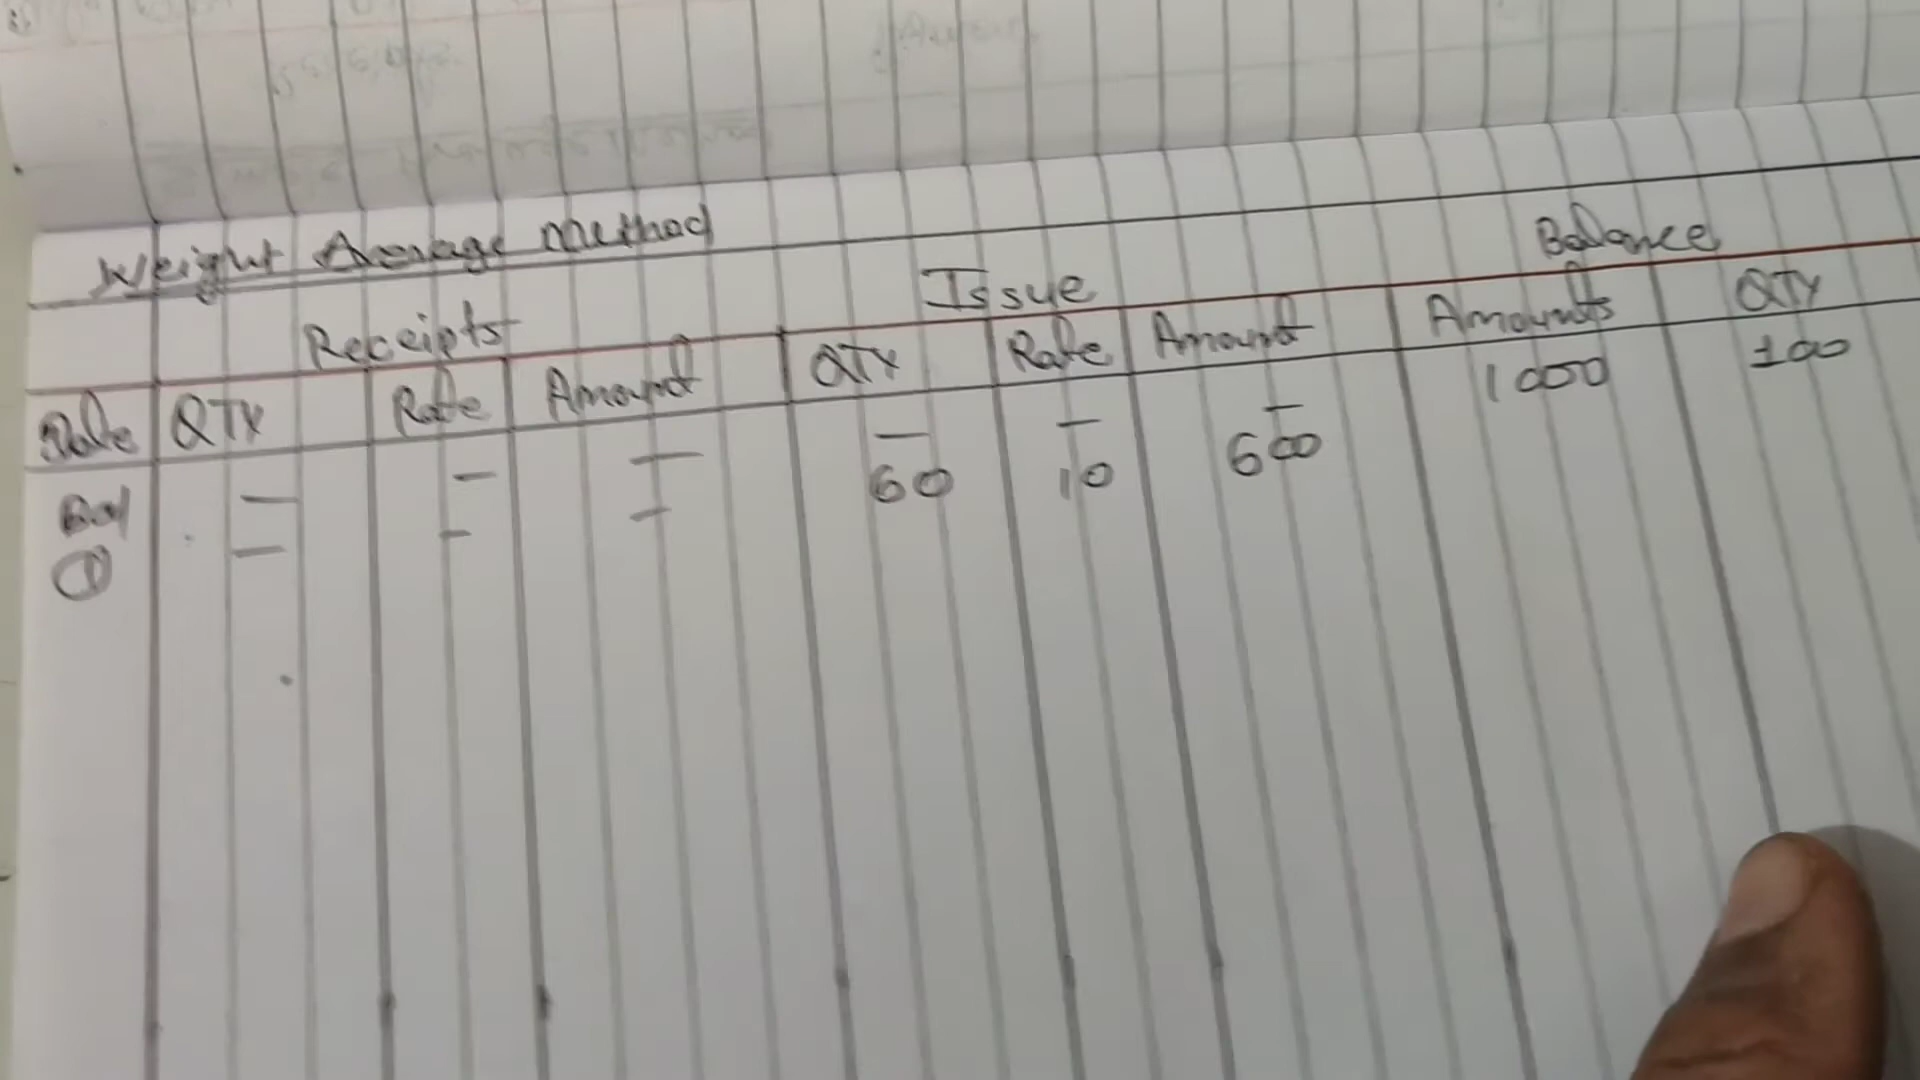 Weight Average Method
Receipts Issue Balance
Date QTY Rate Amount QTY Rate Amount Amounts QTY
Bal — — — — — — 1000 100
① — — — 60 10 600